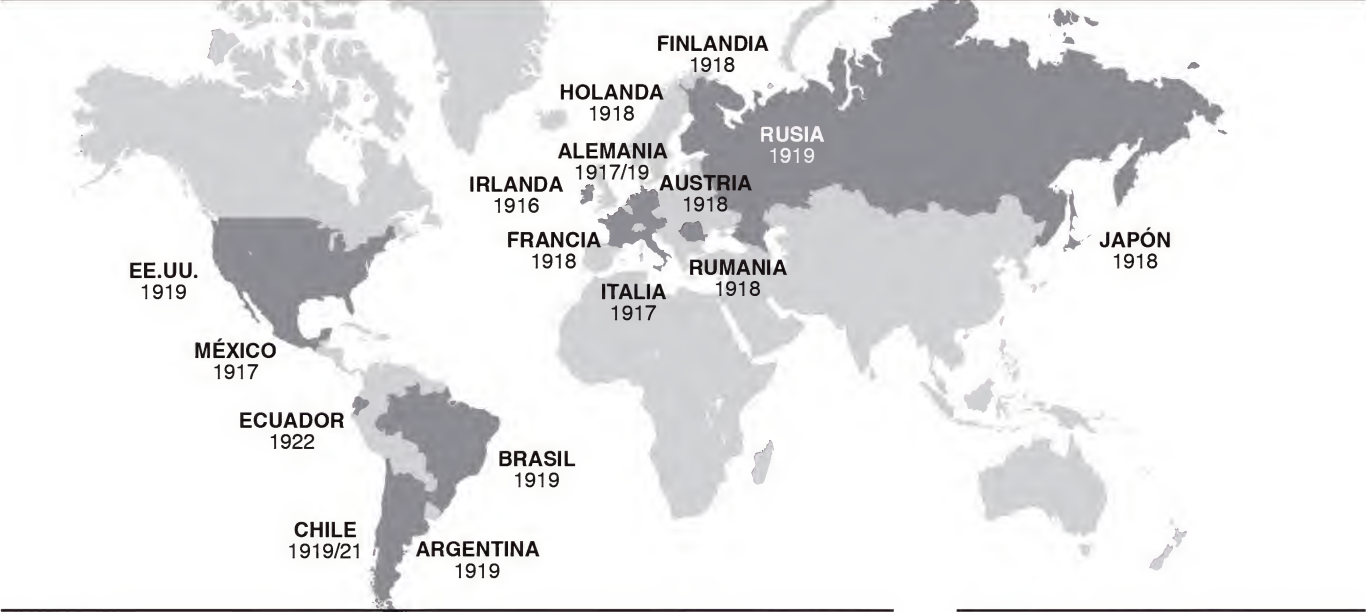 FINLANDIA
1918
HOLANDA
1918
RUSIA
1919
ALEMANIA
1917/19
IRLANDA
1916
AUSTRIA
1918
FRANCIA
1918
JAPÓN
1918
EE.UU.
1919
RUMANIA
1918
ITALIA
1917
MÉXICO
1917
ECUADOR
1922
BRASIL
1919
CHILE
1919/21
ARGENTINA
1919